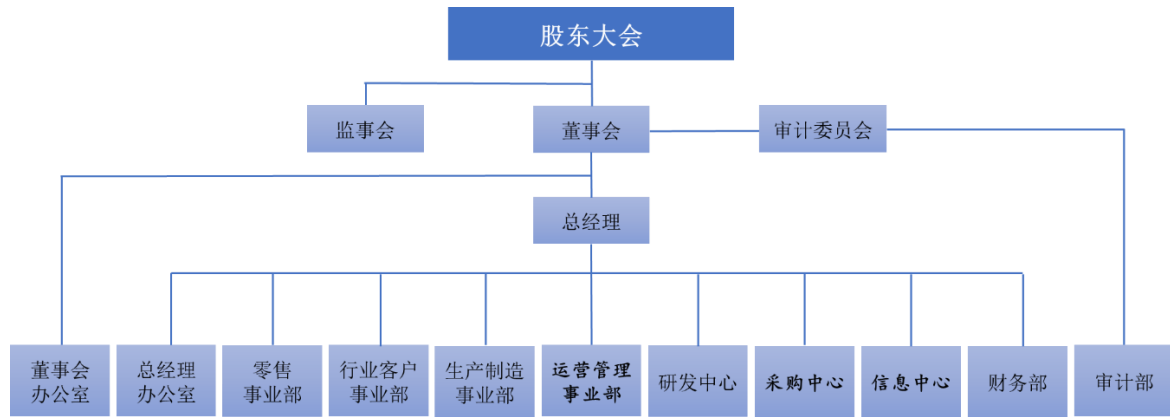 股东大会
监事会
董事会
审计委员会
总经理
董事会
办公室
总经理
办公室
零售
事业部
行业客户
事业部
生产制造
事业部
运营管理
事业部
研发中心
采购中心
信息中心
财务部
审计部